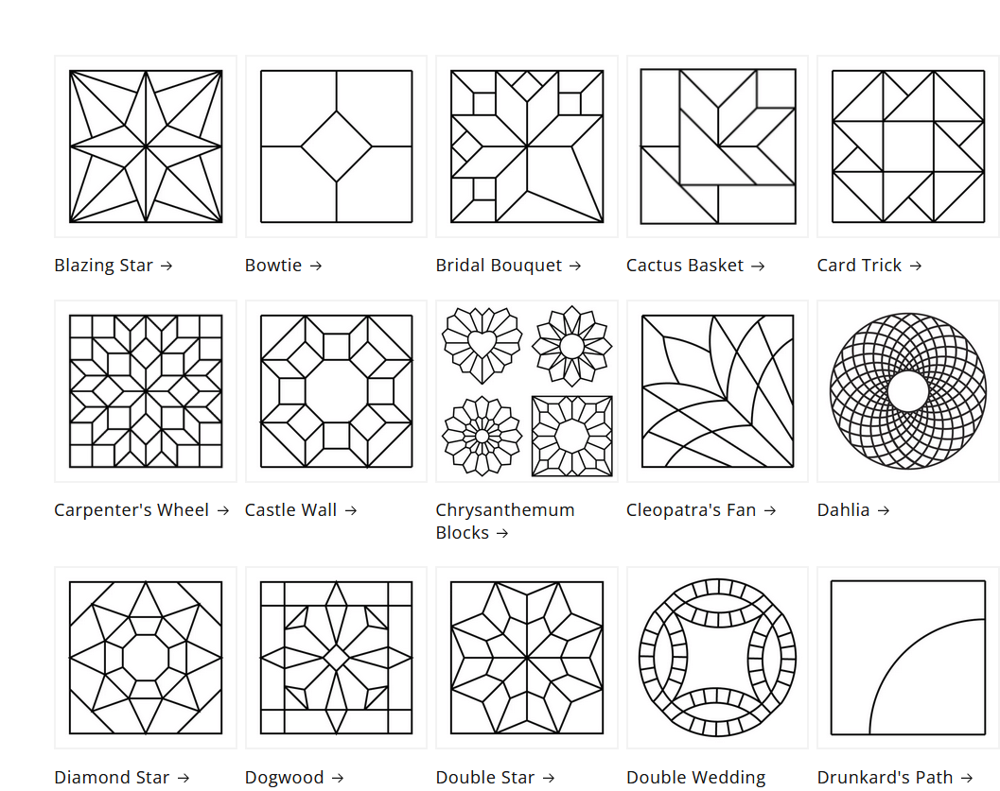 Blazing Star →
Bowtie →
Bridal Bouquet →
Cactus Basket →
Card Trick →
Carpenter's Wheel →
Castle Wall →
Chrysanthemum
Blocks →
Cleopatra's Fan →
Dahlia →
Diamond Star →
Dogwood →
Double Star →
Double Wedding
Drunkard's Path →